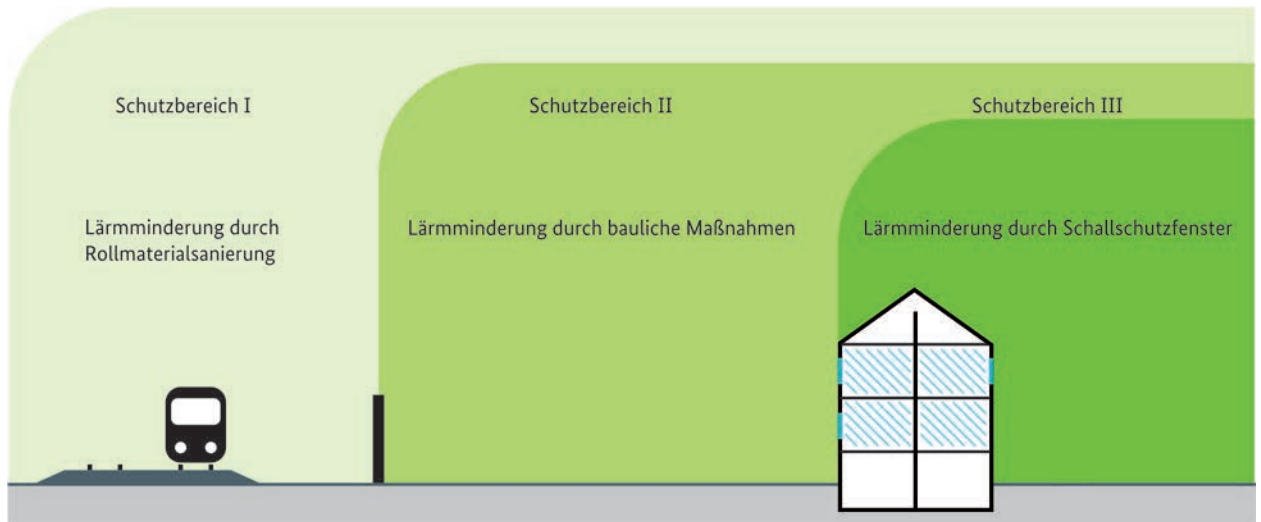 Schutzbereich I
Schutzbereich II
Schutzbereich III
Lärmminderung durch
Rollmaterialsanierung
Lärmminderung durch bauliche Maßnahmen
Lärmminderung durch Schallschutzfenster